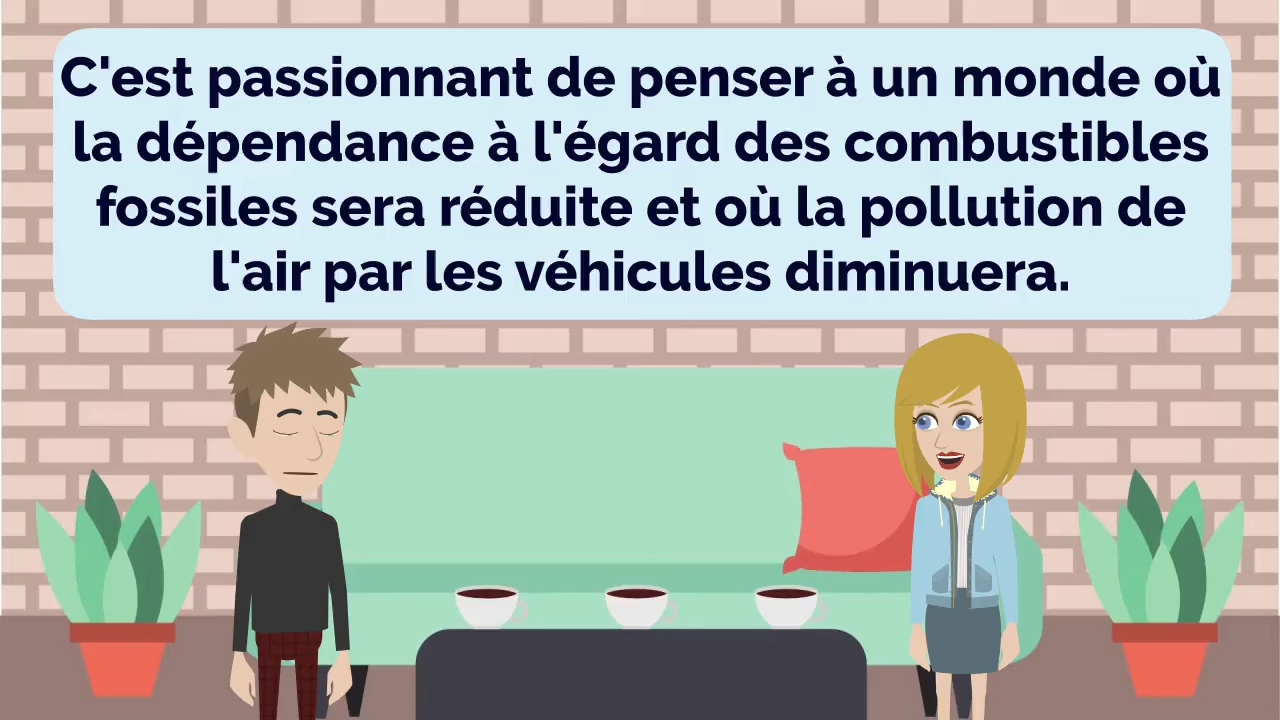 C'est passionnant de penser à un monde où
la dépendance à l'égard des combustibles
fossiles sera réduite et où la pollution de
l'air par les véhicules diminuera.